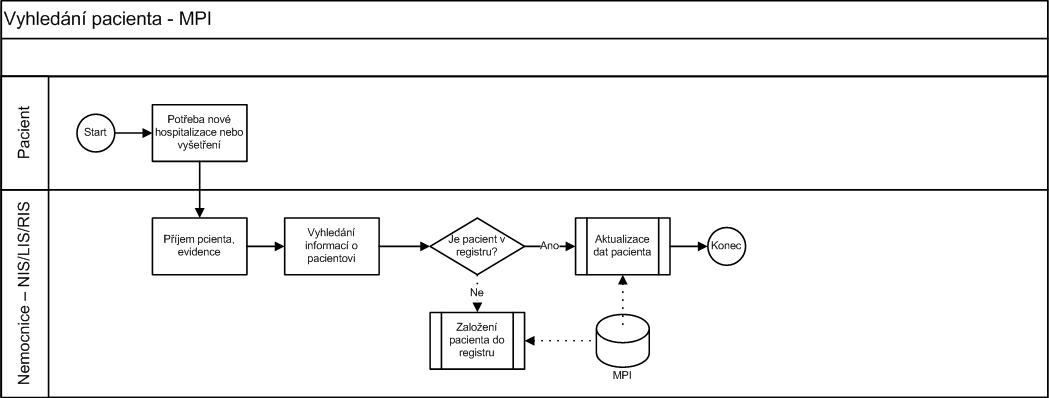 Vyhledání pacienta - MPI
Pacient
Start
Potřeba nové
hospitalizace nebo
vyšetření
Nemocnice – NIS/LIS/RIS
Příjem pcienta,
evidence
Vyhledání
informací o
pacientovi
Je pacient v
registru?
Ano
Aktualizace
dat pacienta
Konec
Ne
Založení
pacienta do
registru
MPI